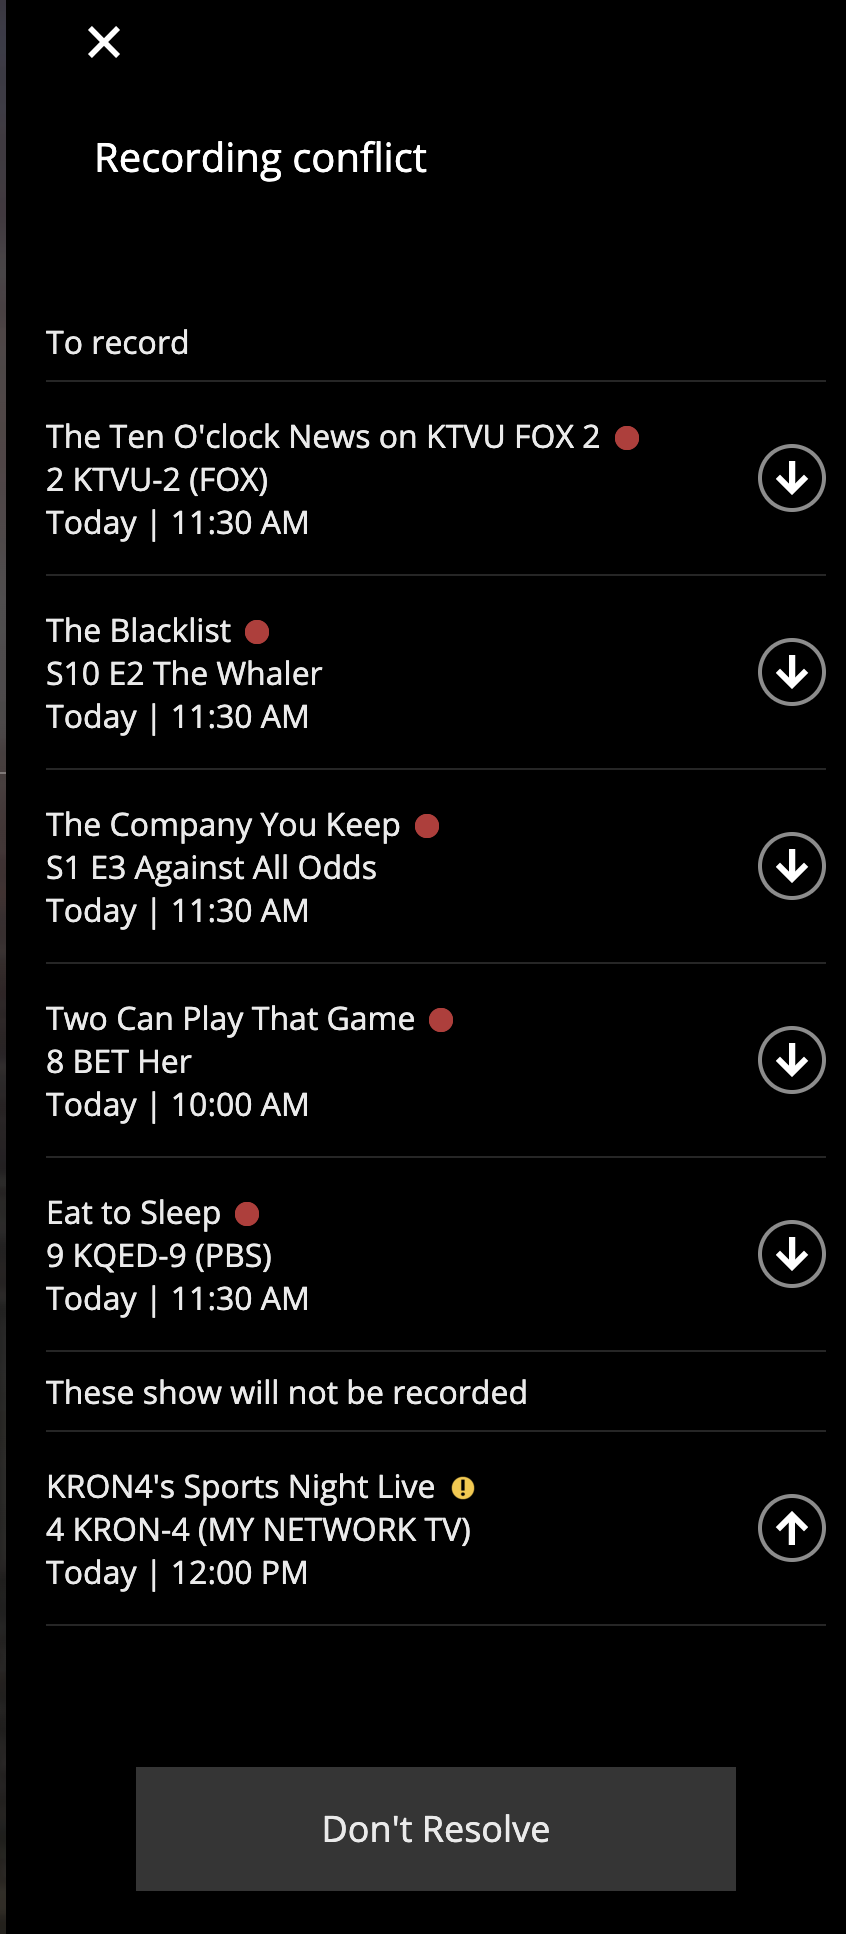 Recording conflict
To record
The Ten O'clock News on KTVU FOX 2
2 KTVU-2 (FOX)
Today | 11:30 AM
The Blacklist
S10 E2 The Whaler
Today | 11:30 AM
The Company You Keep
S1 E3 Against All Odds
Today | 11:30 AM
Two Can Play That Game
8 BET Her
Today | 10:00 AM
Eat to Sleep
9 KQED-9 (PBS)
Today | 11:30 AM
These show will not be recorded
KRON4's Sports Night Live
4 KRON-4 (MY NETWORK TV)
Today | 12:00 PM
Don't Resolve